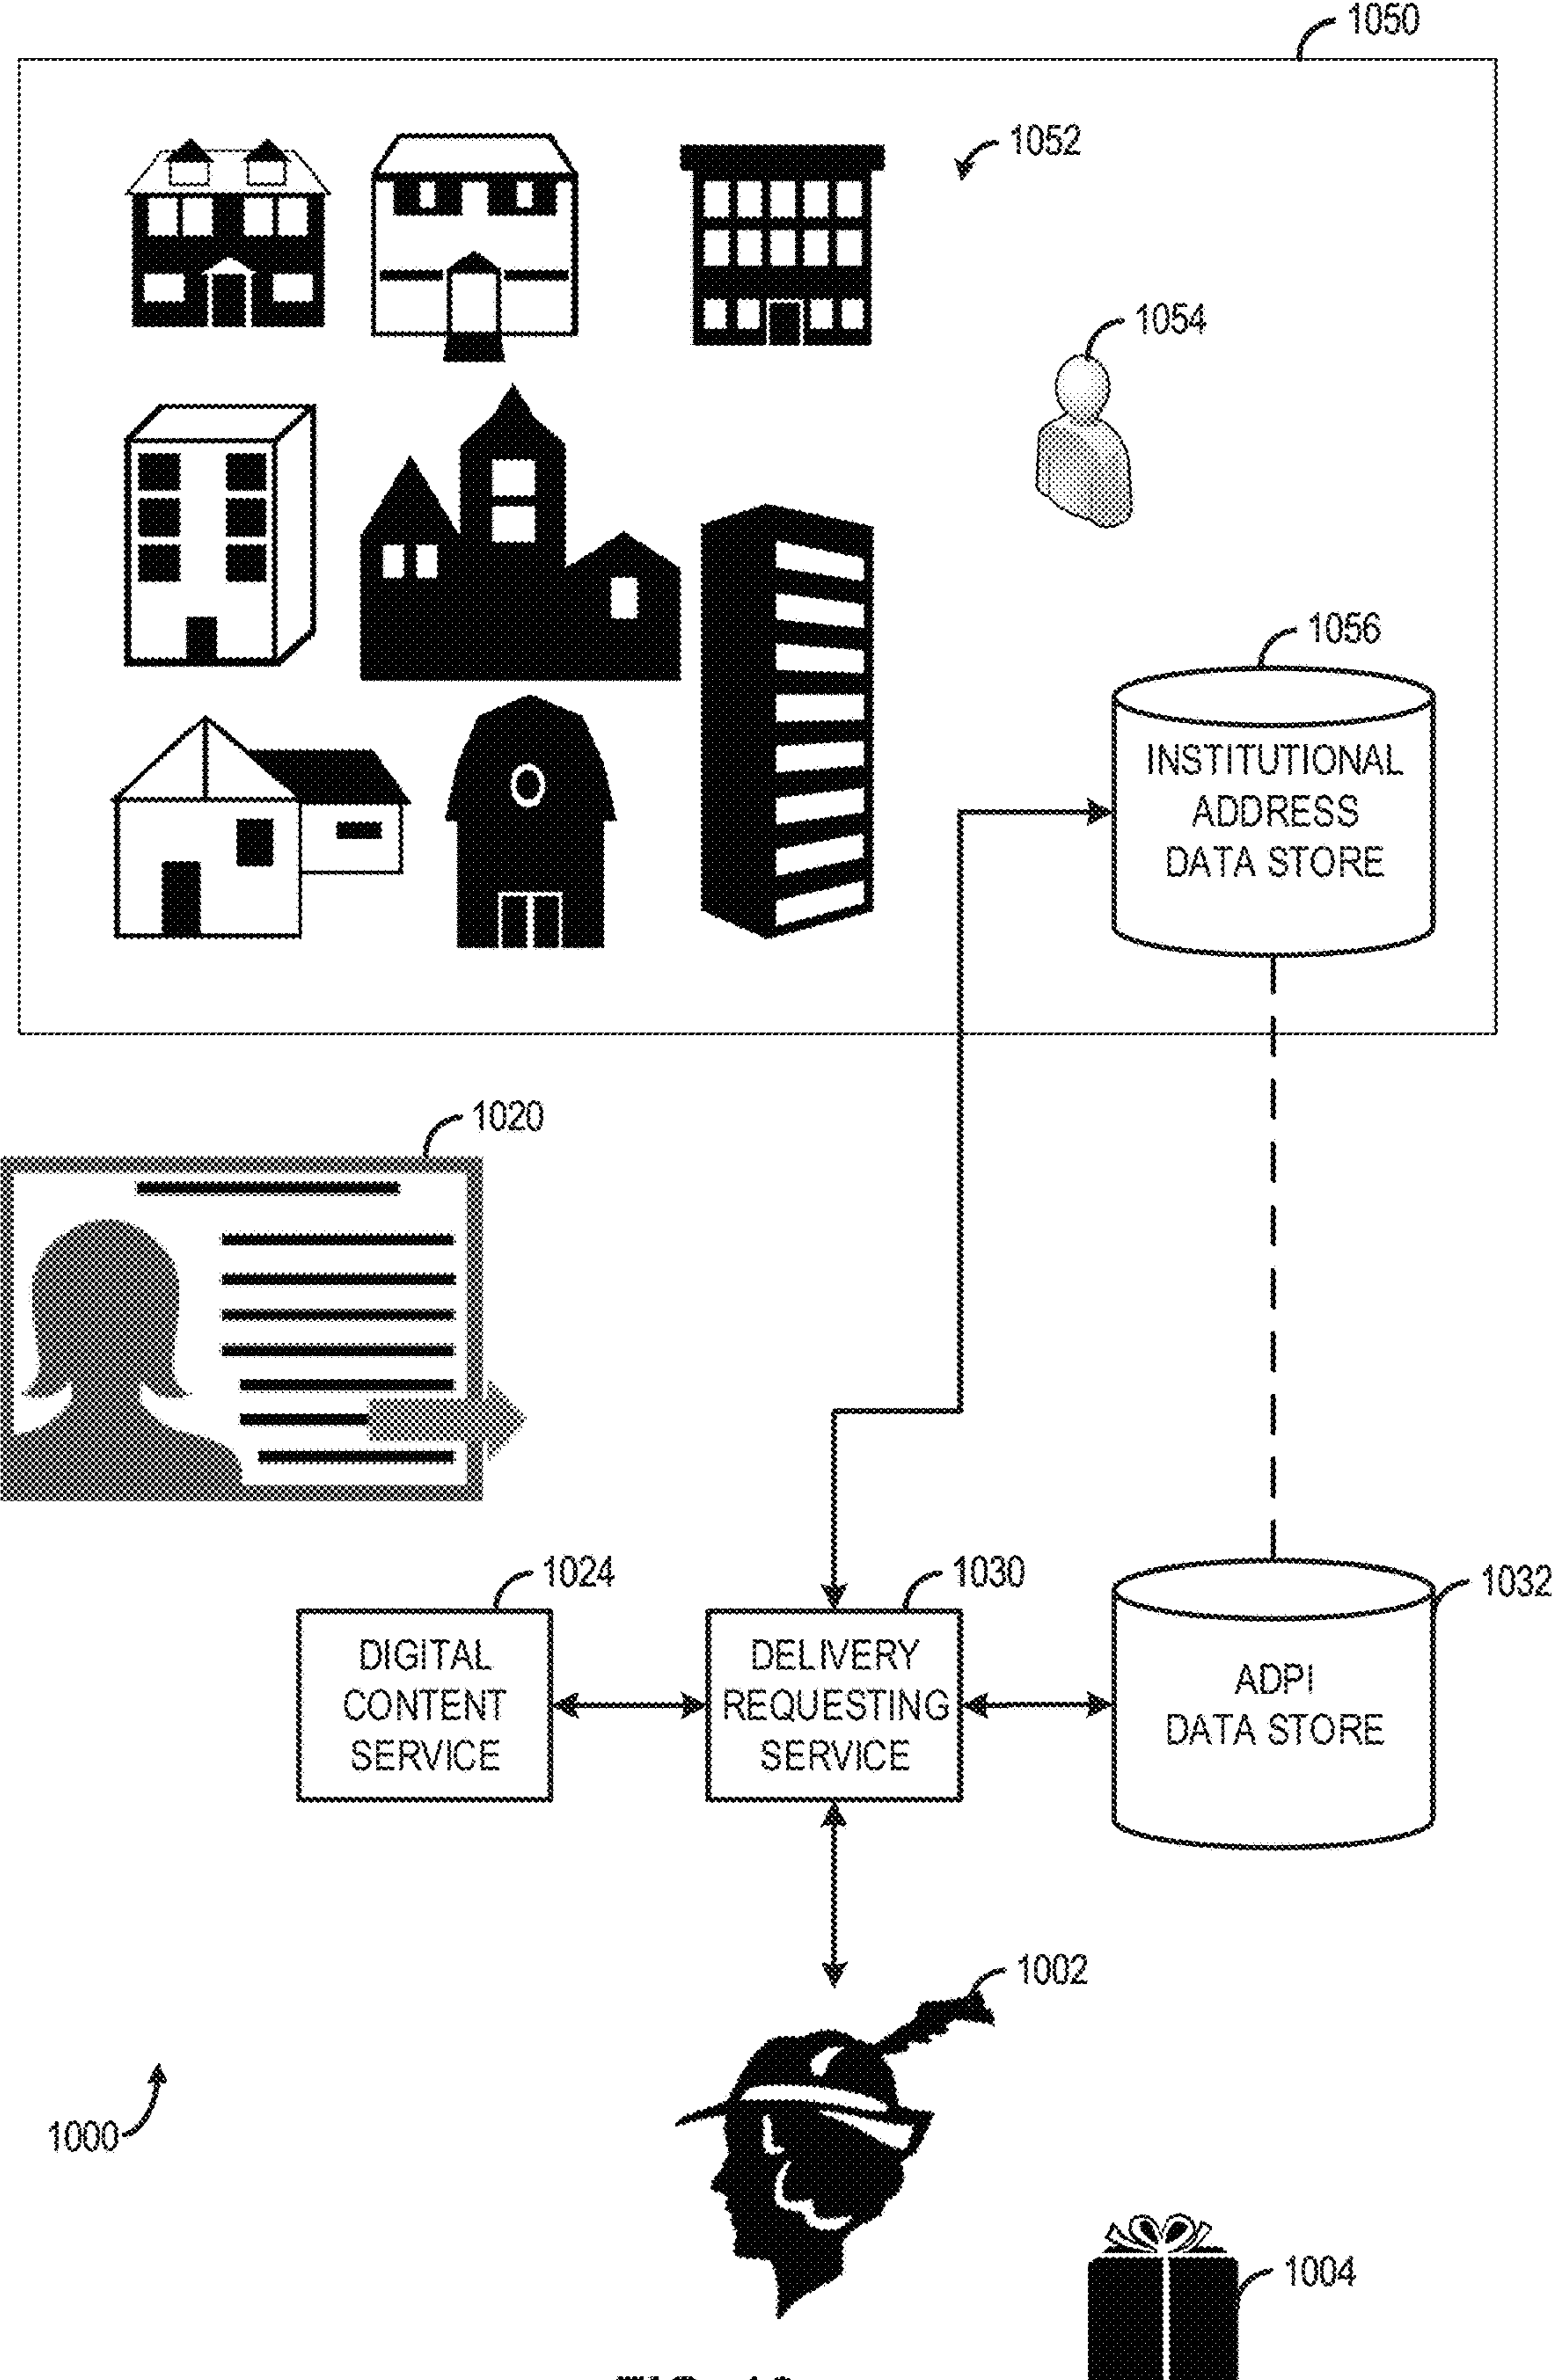 1050
1052
1054
1056
INSTITUTIONAL
ADDRESS
DATA STORE
1020
1024
1030
1032
DIGITAL
CONTENT
SERVICE
DELIVERY
REQUESTING
SERVICE
ADPI
DATA STORE
1002
1000
1004